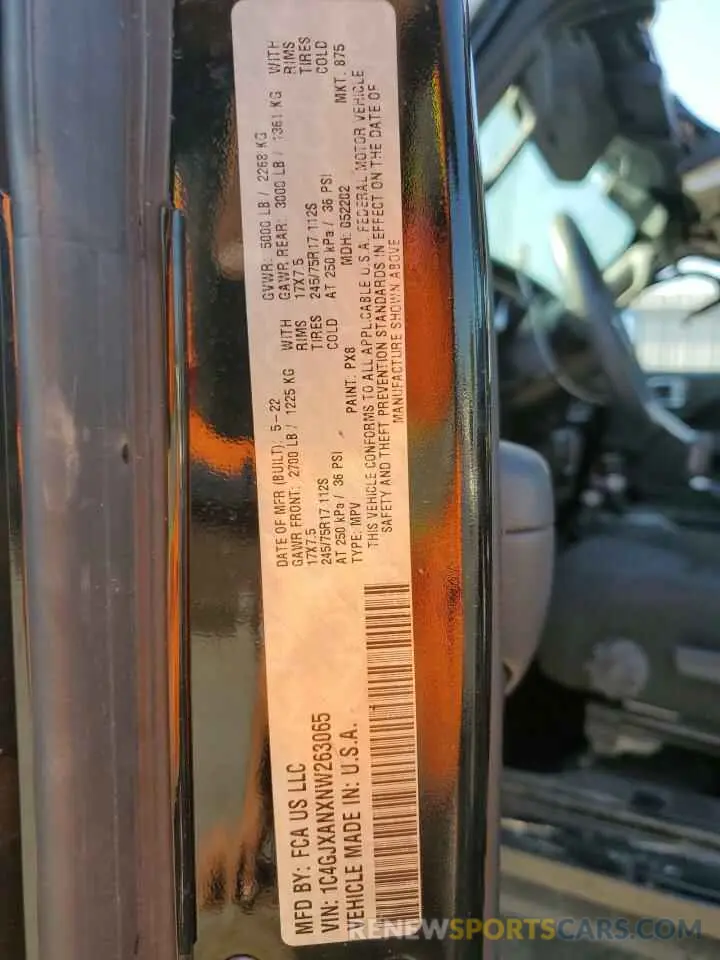 MFD BY: FCA US LLC
DATE OF MFR (BUILT): 5-22
GVWR: 5000 LB / 2268 KG
GAWR FRONT: 2700 LB / 1225 KG WITH
17X7.5 RIMS
245/75R17 112S TIRES
AT 250 kPa / 36 PSI COLD
GAWR REAR: 3000 LB / 1361 KG WITH
17X7.5 RIMS
245/75R17 112S TIRES
AT 250 kPa / 36 PSI COLD
VIN: 1C4GJXANXNW263065
TYPE: MPV
PAINT: PX8
MDH: 052202
MKT: 875
VEHICLE MADE IN: U.S.A.
THIS VEHICLE CONFORMS TO ALL APPLICABLE U.S.A. FEDERAL MOTOR VEHICLE
SAFETY AND THEFT PREVENTION STANDARDS IN EFFECT ON THE DATE OF
MANUFACTURE SHOWN ABOVE
RENEWSPORTSCARS.COM